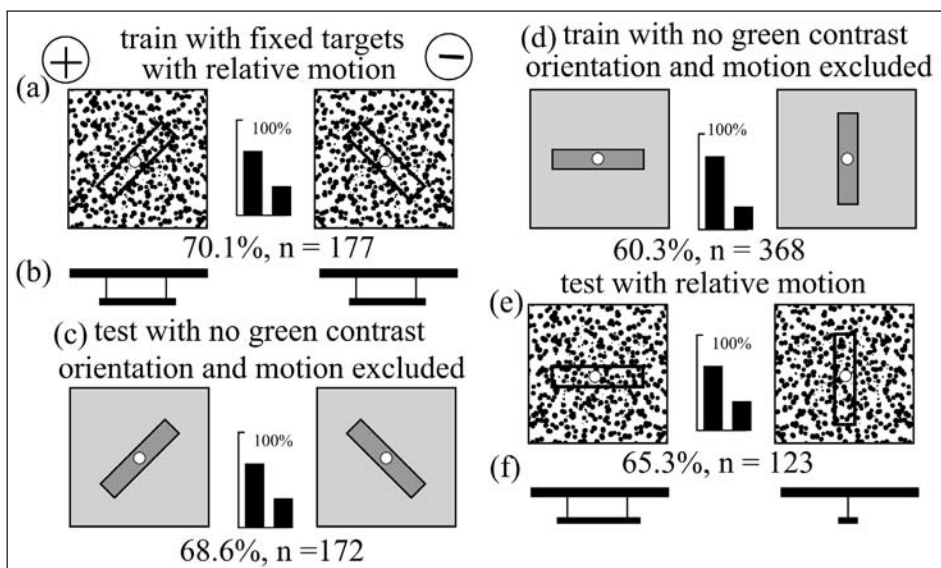 train with fixed targets
with relative motion
(a)
100%
70.1%, n = 177
(b)
(c) test with no green contrast
orientation and motion excluded
100%
68.6%, n =172
(d) train with no green contrast
orientation and motion excluded
100%
60.3%, n = 368
test with relative motion
(e)
100%
65.3%, n = 123
(f)